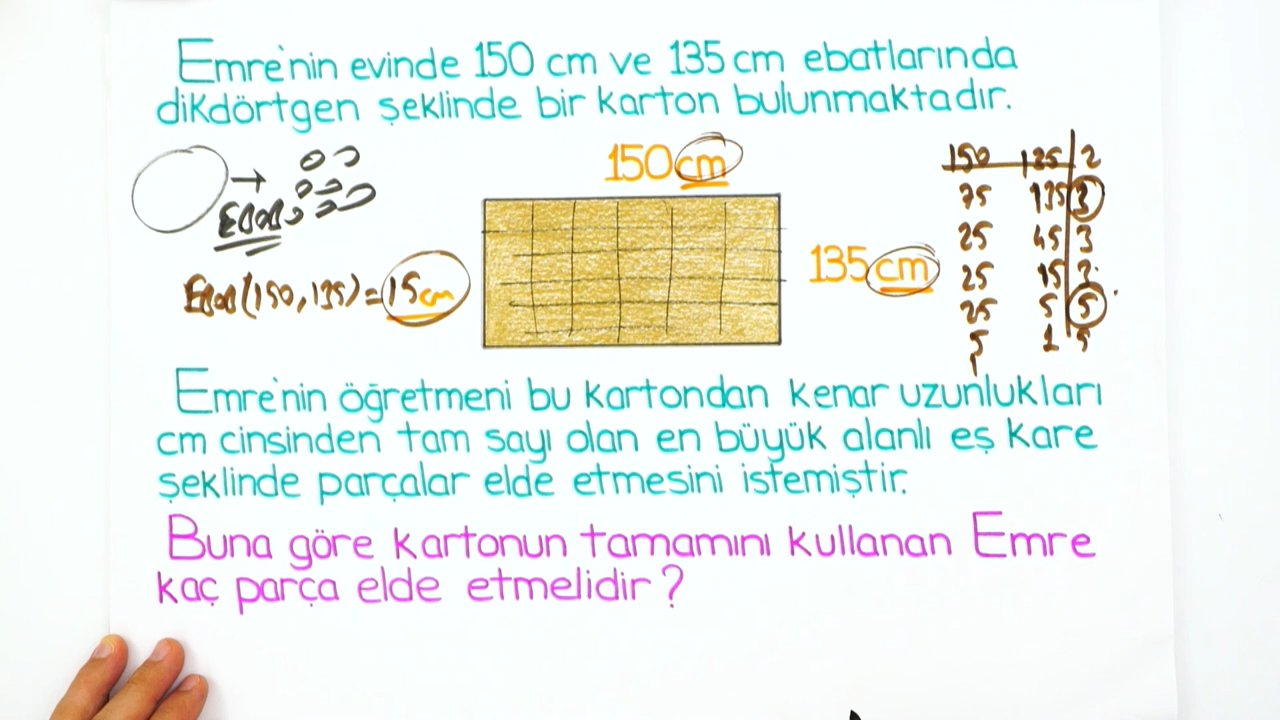 Emre'nin evinde 150 cm ve 135 cm ebatlarında
dikdörtgen şeklinde bir karton bulunmaktadır.
150 cm
135 cm
EBOB
EBOB(150,135)=15 cm
150 135 2
75 135 3
25 45 3
25 15 3
25 5 5
5 1 5
1
Emre'nin öğretmeni bu kartondan kenar uzunlukları
cm cinsinden tam sayı olan en büyük alanlı eş kare
şeklinde parçalar elde etmesini istemiştir.
Buna göre kartonun tamamını kullanan Emre
kaç parça elde etmelidir?